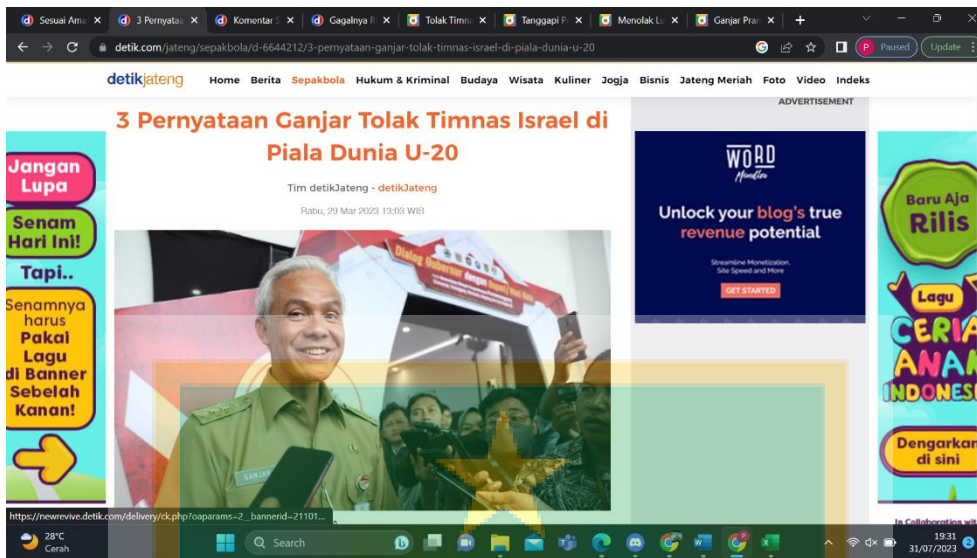 Sesuai Ama
3 Pernyataa
Komentar S
Gagalnya
Tolak Timn
Tanggapi P
Menolak L
Ganjar Pran
detik.com/jateng/sepakbola/d-6644212/3-pernyataan-ganjar-tolak-timnas-israel-di-piala-dunia-u-20
P Paused
Update
detikjateng
Home Berita Sepakbola Hukum & Kriminal Budaya Wisata Kuliner Jogja Bisnis Jateng Meriah Foto Video Indeks
ADVERTISEMENT
3 Pernyataan Ganjar Tolak Timnas Israel di
Piala Dunia U-20
Tim detikJateng - detikJateng
Rabu, 29 Mar 2023 13:03 WIB
Jangan
Lupa
Senam
Hari Ini!
Tapi..
Senamnya
harus
Pakai
Lagu
di Banner
Sebelah
Kanan!
Dialog Gubernur dengan Bupati/Wali Kota
GANJAR
WORD
Unlock your blog's true
revenue potential
Streamline Monetization,
Site Speed and More
GET STARTED
Baru Aja
Rilis
Lagu
CERIA
ANAK
INDONES
Dengarkan
di sini
In Collaboration wit
https://newrevive.detik.com/delivery/ck.php?oaparams=2__bannerid=21101...
28°C
Cerah
Search
19:31
31/07/2023